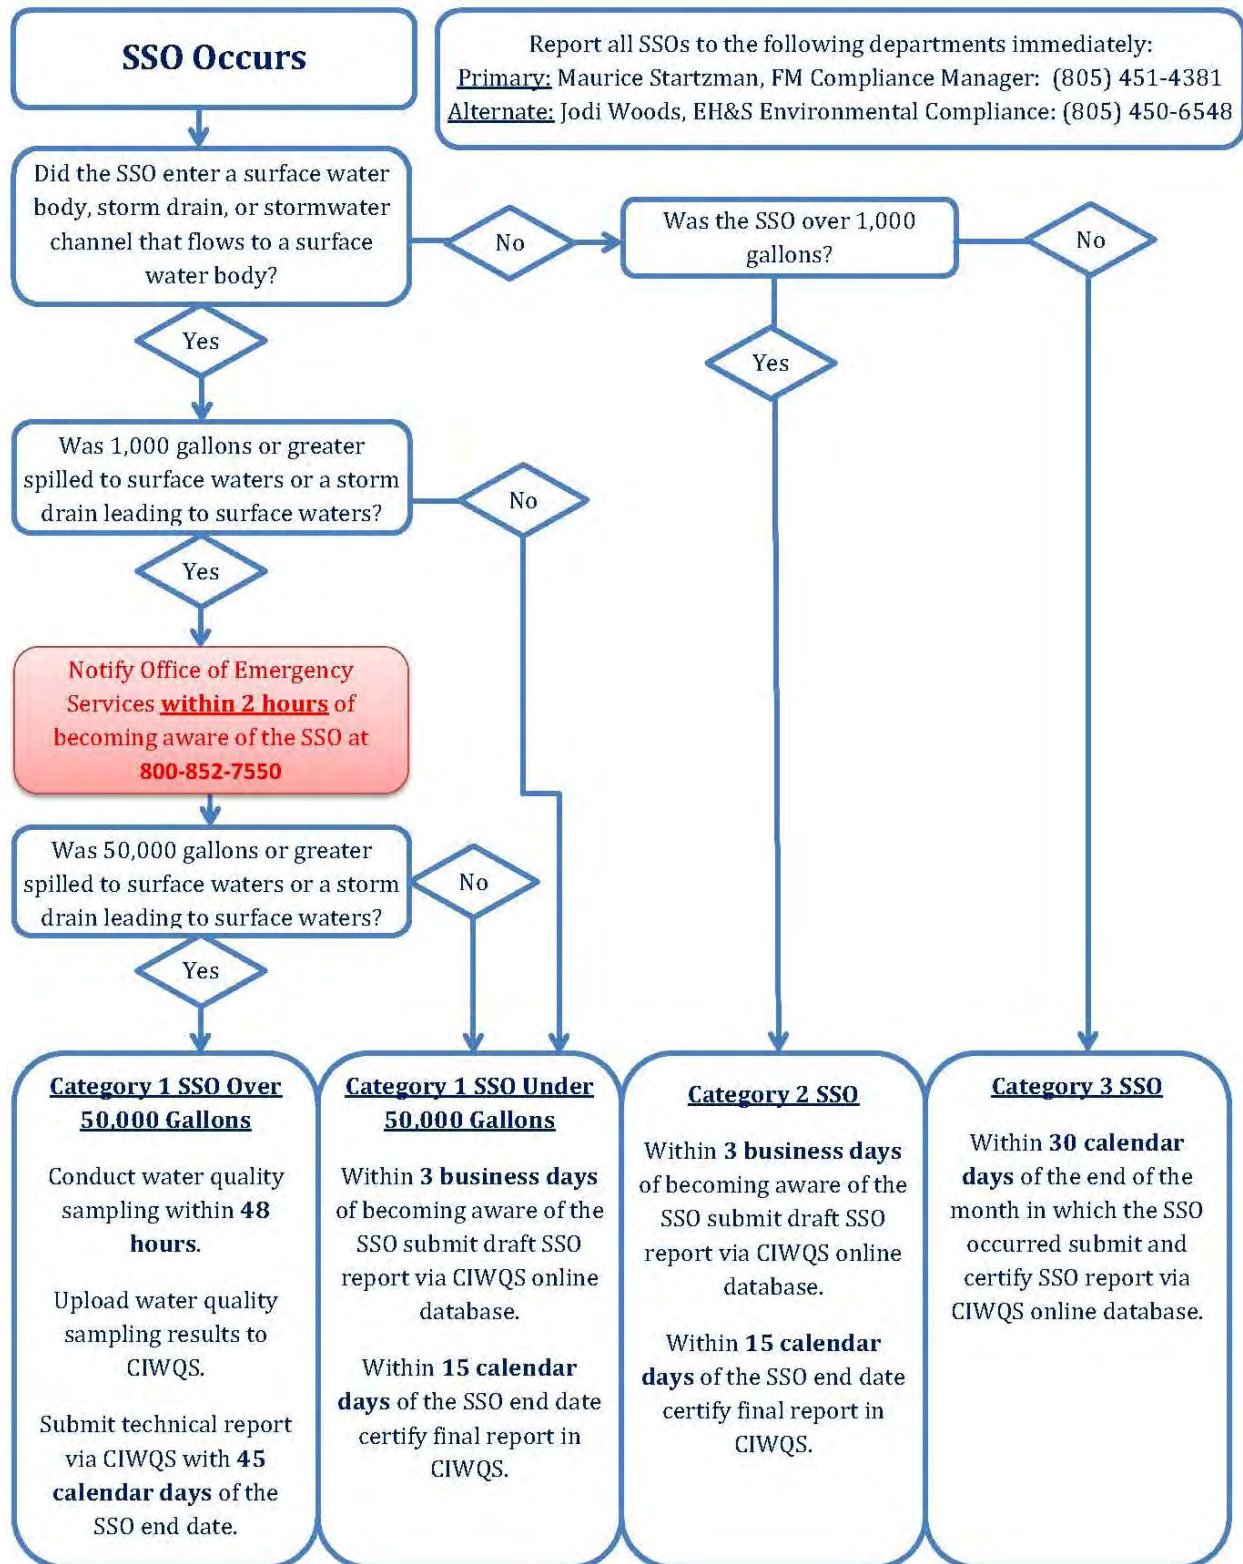 SSO Occurs
Report all SSOs to the following departments immediately:
Primary: Maurice Startzman, FM Compliance Manager: (805) 451-4381
Alternate: Jodi Woods, EH&S Environmental Compliance: (805) 450-6548
Did the SSO enter a surface water
body, storm drain, or stormwater
channel that flows to a surface
water body?
No
Was the SSO over 1,000
gallons?
No
Yes
Yes
Was 1,000 gallons or greater
spilled to surface waters or a storm
drain leading to surface waters?
No
Yes
Notify Office of Emergency
Services within 2 hours of
becoming aware of the SSO at
800-852-7550
Was 50,000 gallons or greater
spilled to surface waters or a storm
drain leading to surface waters?
No
Yes
Category 1 SSO Over
50,000 Gallons
Conduct water quality
sampling within 48
hours.
Upload water quality
sampling results to
CIWQS.
Submit technical report
via CIWQS with 45
calendar days of the
SSO end date.
Category 1 SSO Under
50,000 Gallons
Within 3 business days
of becoming aware of the
SSO submit draft SSO
report via CIWQS online
database.
Within 15 calendar
days of the SSO end date
certify final report in
CIWQS.
Category 2 SSO
Within 3 business days
of becoming aware of the
SSO submit draft SSO
report via CIWQS online
database.
Within 15 calendar
days of the SSO end date
certify final report in
CIWQS.
Category 3 SSO
Within 30 calendar
days of the end of the
month in which the SSO
occurred submit and
certify SSO report via
CIWQS online database.